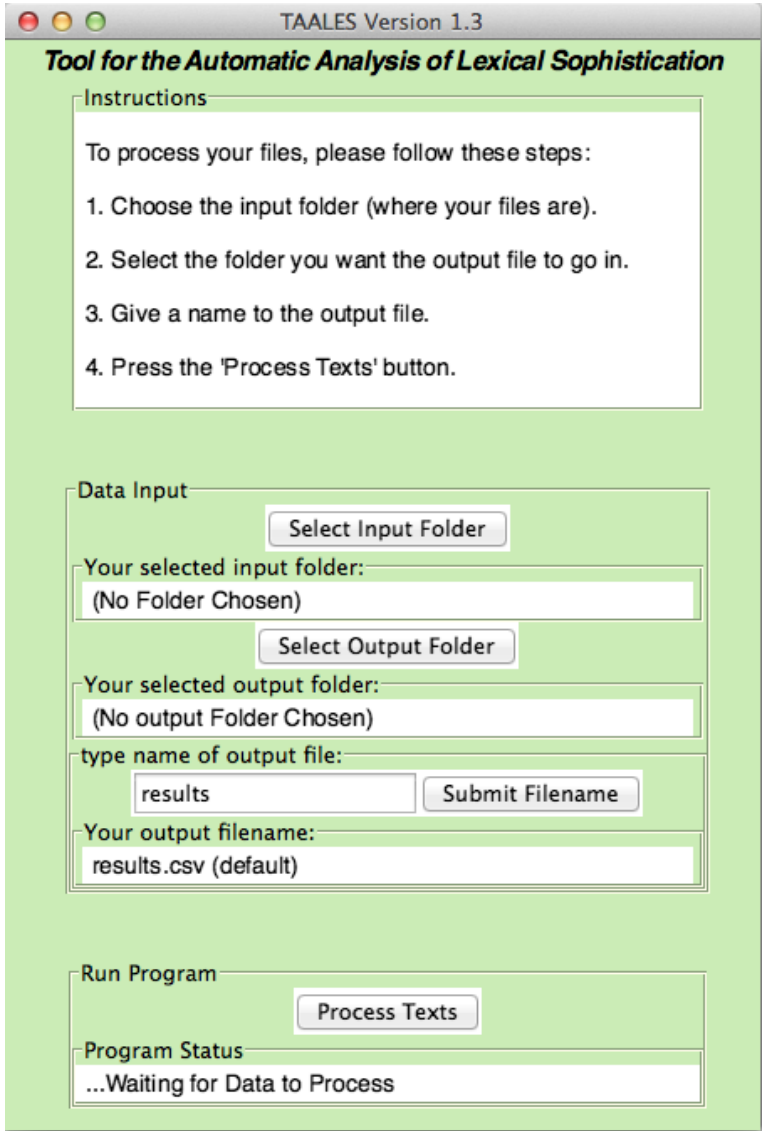 TAALES Version 1.3
Tool for the Automatic Analysis of Lexical Sophistication
Instructions
To process your files, please follow these steps:
1. Choose the input folder (where your files are).
2. Select the folder you want the output file to go in.
3. Give a name to the output file.
4. Press the 'Process Texts' button.
Data Input
Select Input Folder
Your selected input folder:
(No Folder Chosen)
Select Output Folder
Your selected output folder:
(No output Folder Chosen)
type name of output file:
results Submit Filename
Your output filename:
results.csv (default)
Run Program
Process Texts
Program Status
...Waiting for Data to Process